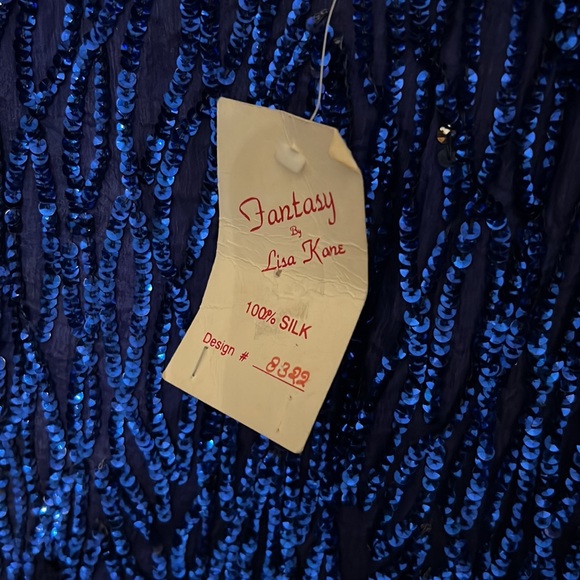 Fantasy
By
Lisa Kane
100% SILK
Design # 8322